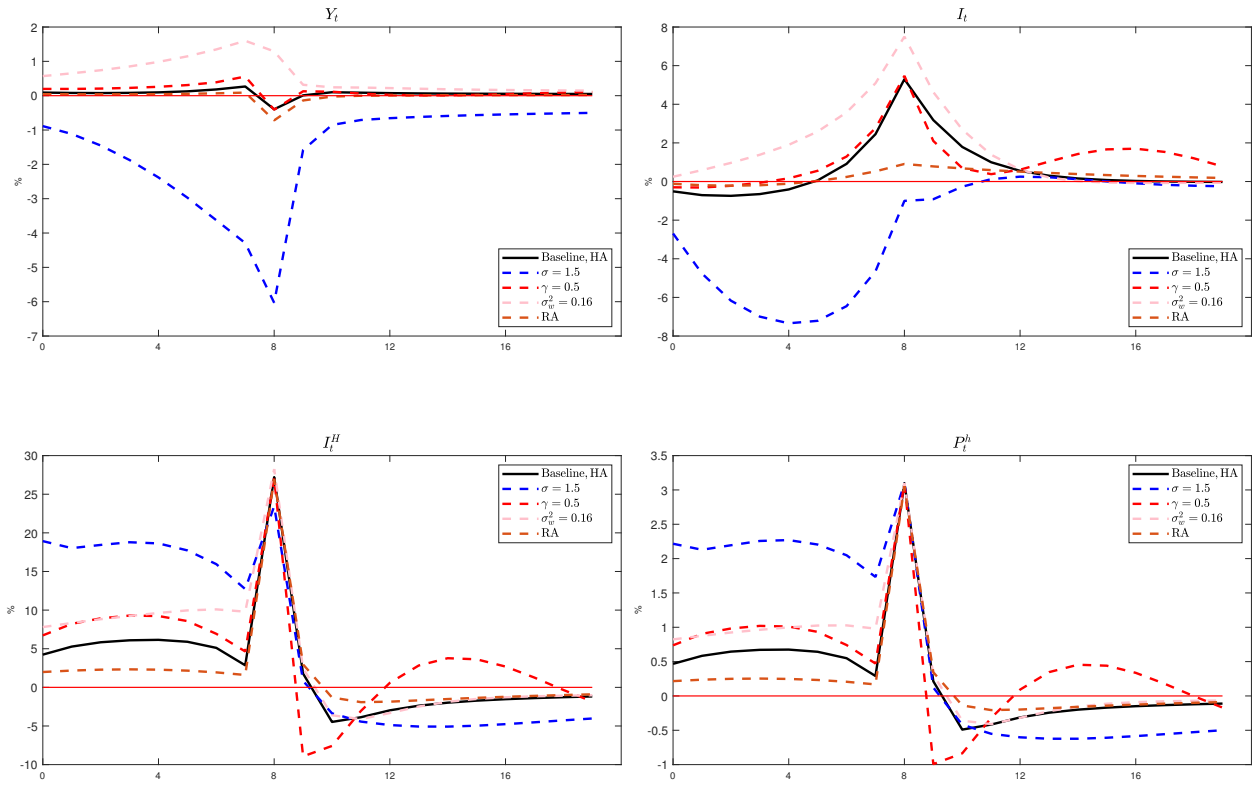 Y_t
2
1
0
-1
-2
-3
-4
-5
-6
-7
%
0 4 8 12 16
Baseline, HA
σ = 1.5
γ = 0.5
σ_w^2 = 0.16
RA
I_t
8
6
4
2
0
-2
-4
-6
-8
%
0 4 8 12 16
Baseline, HA
σ = 1.5
γ = 0.5
σ_w^2 = 0.16
RA
I_t^H
30
25
20
15
10
5
0
-5
-10
%
0 4 8 12 16
Baseline, HA
σ = 1.5
γ = 0.5
σ_w^2 = 0.16
RA
P_t^h
3.5
3
2.5
2
1.5
1
0.5
0
-0.5
-1
%
0 4 8 12 16
Baseline, HA
σ = 1.5
γ = 0.5
σ_w^2 = 0.16
RA